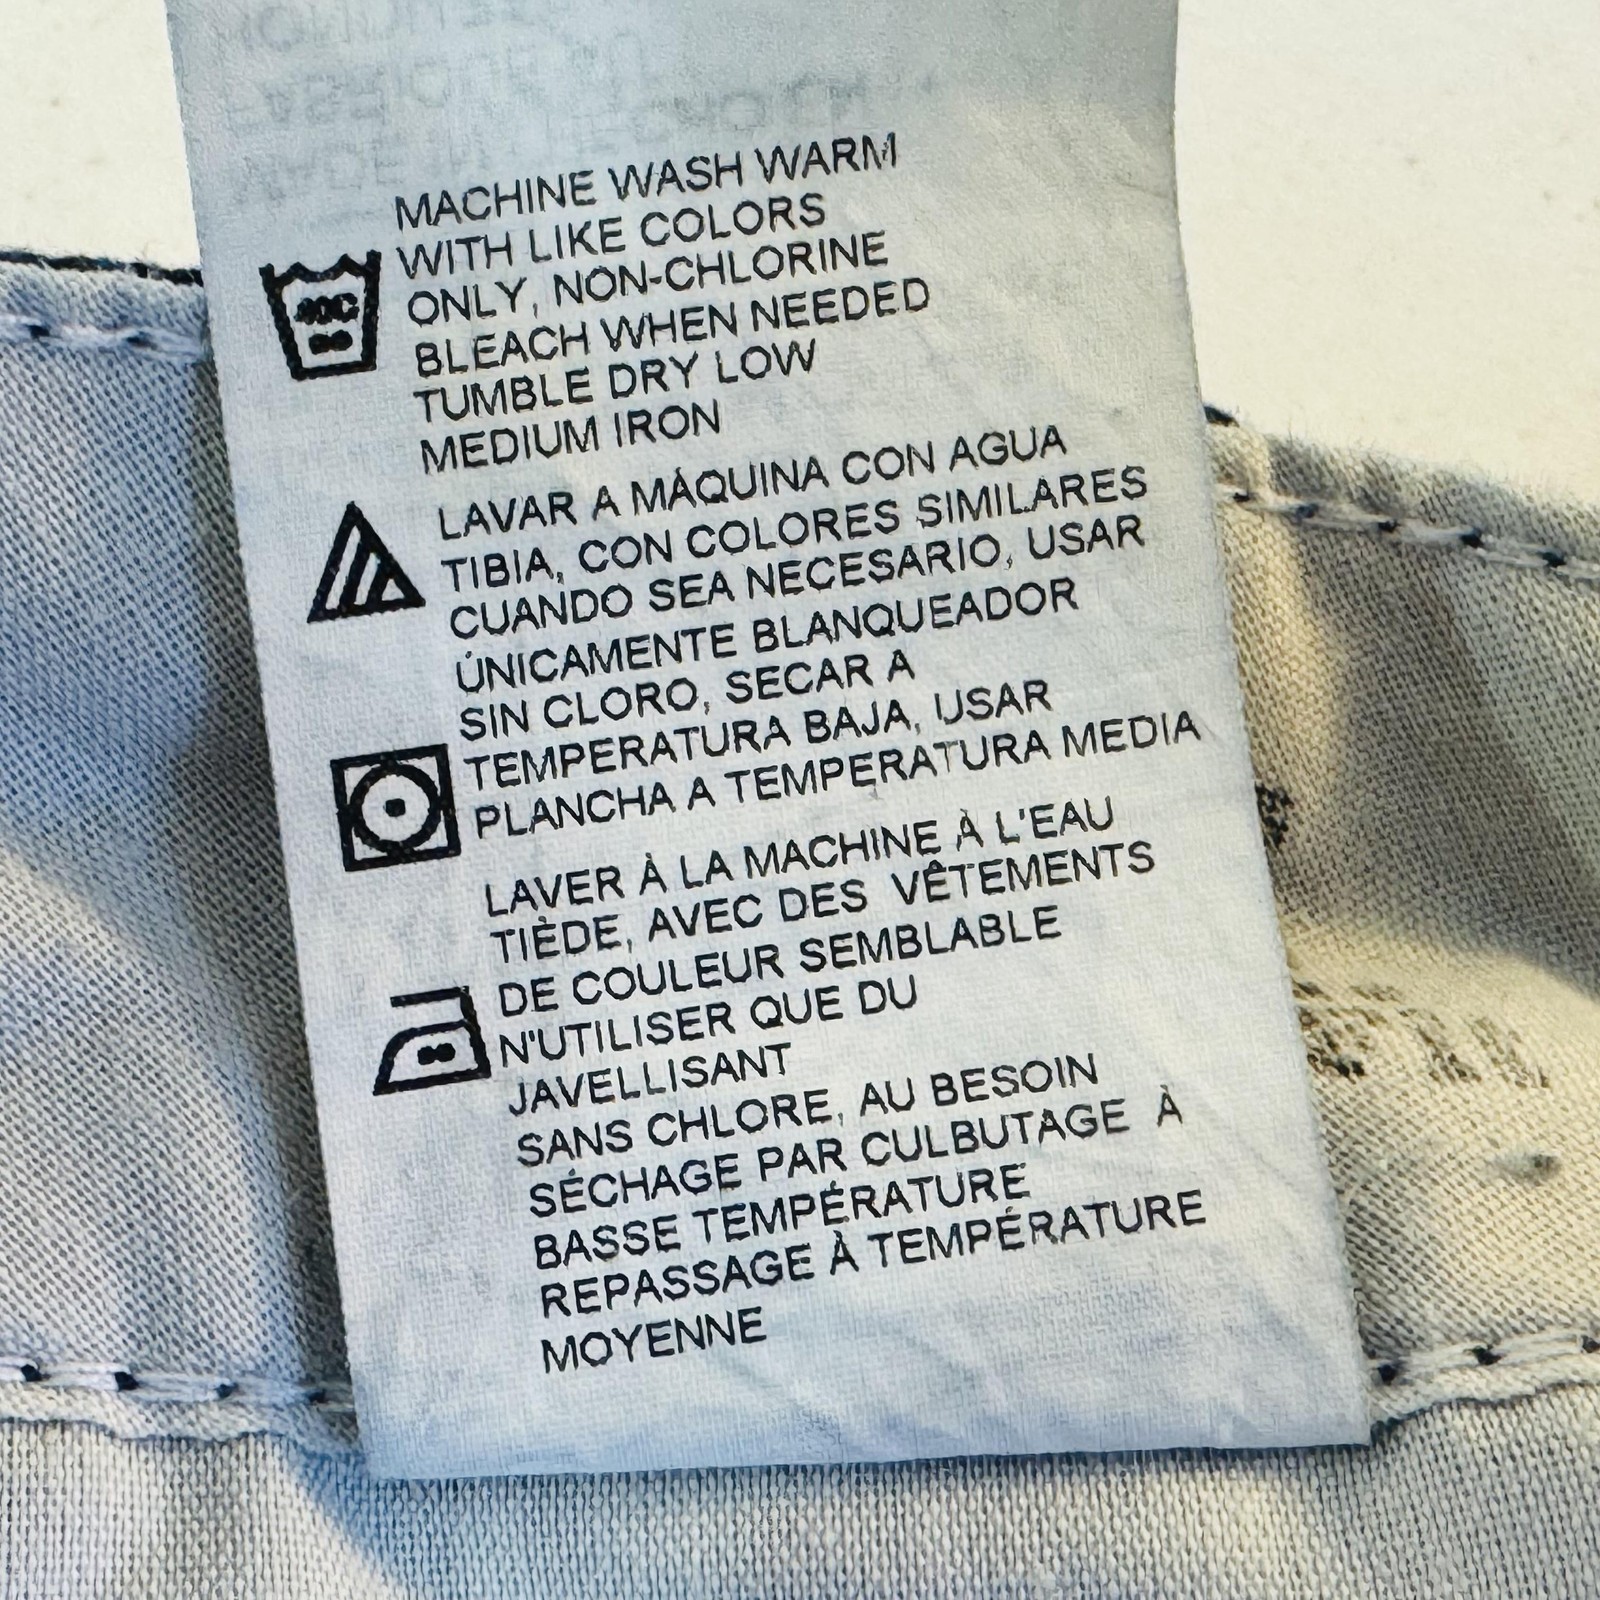 MACHINE WASH WARM
WITH LIKE COLORS
ONLY, NON-CHLORINE
BLEACH WHEN NEEDED
TUMBLE DRY LOW
MEDIUM IRON
40C
LAVAR A MÁQUINA CON AGUA
TIBIA, CON COLORES SIMILARES
CUANDO SEA NECESARIO, USAR
ÚNICAMENTE BLANQUEADOR
SIN CLORO, SECAR A
TEMPERATURA BAJA, USAR
PLANCHA A TEMPERATURA MEDIA
LAVER À LA MACHINE À L'EAU
TIÈDE, AVEC DES VÊTEMENTS
DE COULEUR SEMBLABLE
N'UTILISER QUE DU
JAVELLISANT
SANS CHLORE, AU BESOIN
SÉCHAGE PAR CULBUTAGE À
BASSE TEMPÉRATURE
REPASSAGE À TEMPÉRATURE
MOYENNE